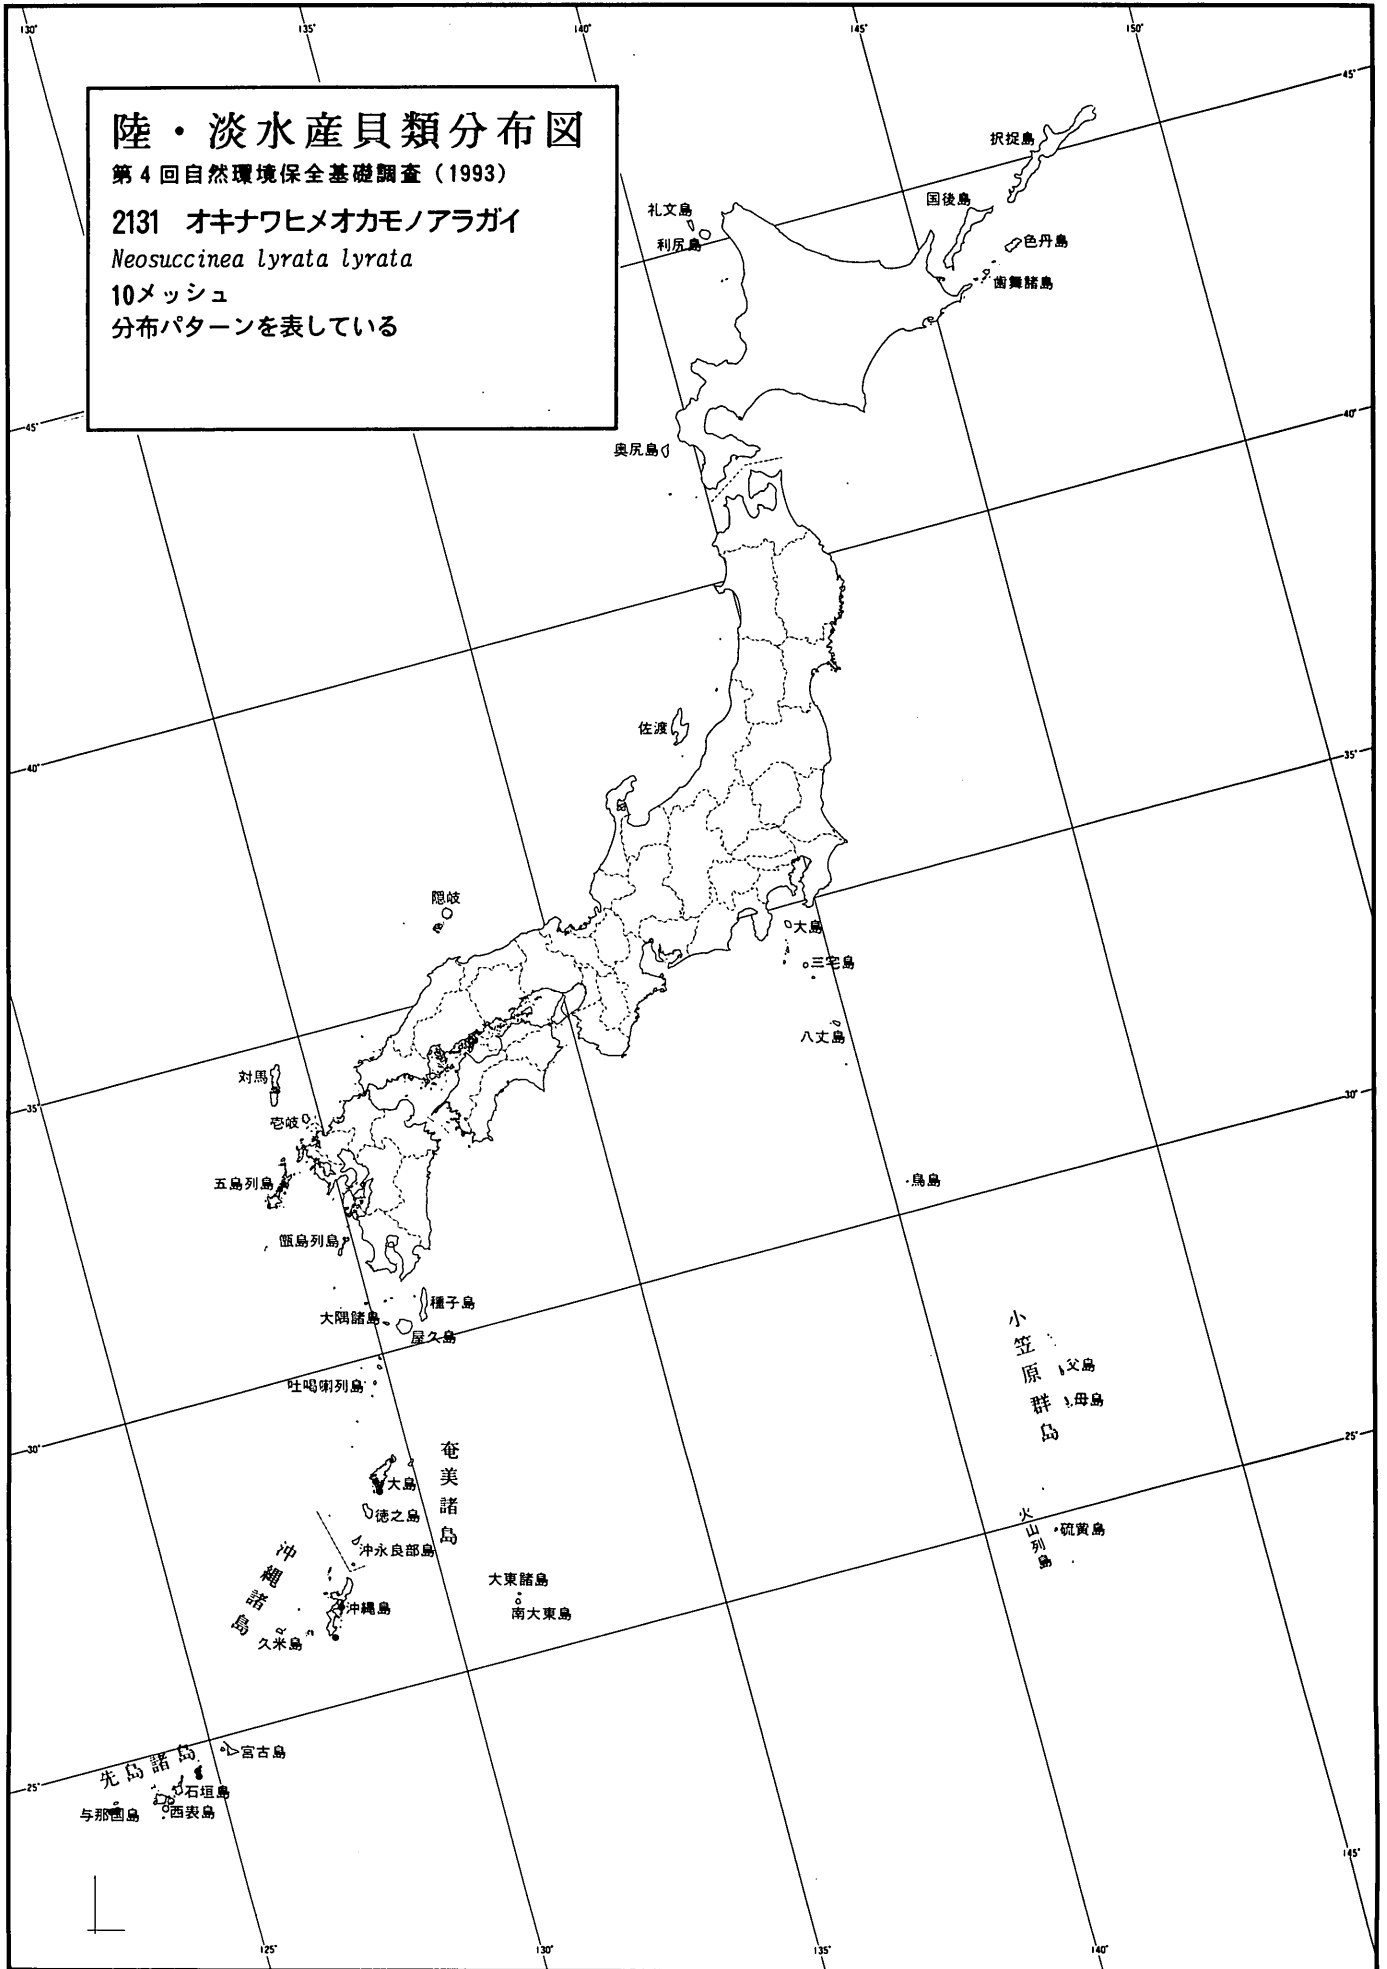 130°
135°
140°
145°
150°
45°
陸・淡水産貝類分布図
第4回自然環境保全基礎調査（1993）
2131 オキナワヒメオカモノアラガイ
Neosuccinea lyrata lyrata
10メッシュ
分布パターンを表している
択捉島
国後島
色丹島
歯舞諸島
礼文島
利尻島
45°
40°
奥尻島
佐渡
40°
35°
隠岐
大島
三宅島
八丈島
対馬
35°
壱岐
30°
五島列島
鳥島
甑島列島
種子島
大隅諸島
屋久島
吐噶喇列島
小笠原群島
父島
母島
30°
25°
奄美諸島
大島
徳之島
沖永良部島
火山列島
硫黄島
沖縄諸島
大東諸島
南大東島
沖縄島
久米島
先島諸島
宮古島
25°
石垣島
西表島
与那国島
145°
125°
130°
135°
140°